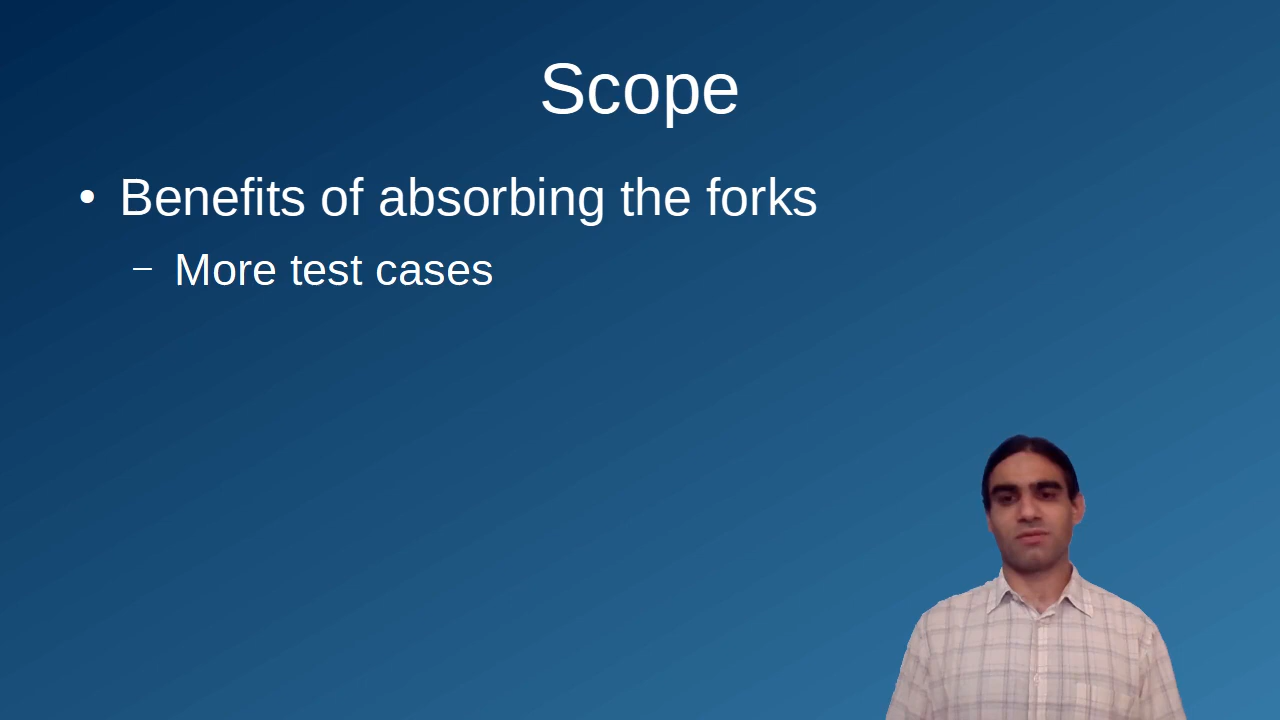 Scope
• Benefits of absorbing the forks
– More test cases